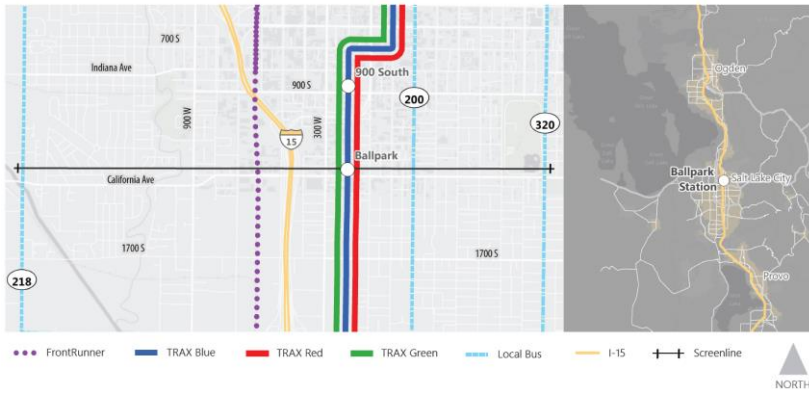 700 S
Indiana Ave
900 S
900 South
900 W
300 W
200
320
15
Ballpark
California Ave
1700 S
1700 S
218
Ogden
Ballpark
Station
Salt Lake City
Provo
FrontRunner
TRAX Blue
TRAX Red
TRAX Green
Local Bus
I-15
Screenline
NORTH